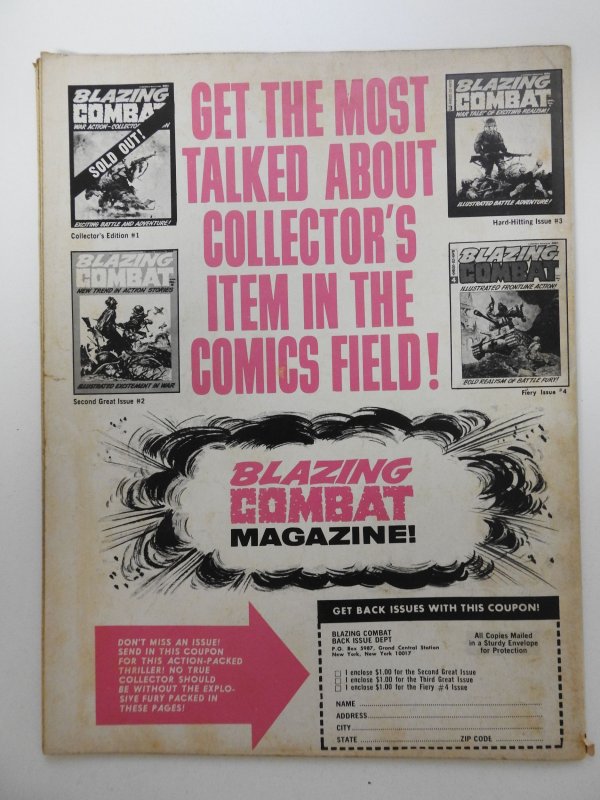 BLAZING
COMBAT
WAR ACTION-COLLECTO
SOLD OUT!
EXCITING BATTLE AND ADVENTURE!
Collector's Edition #1
BLAZING
COMBAT
NEW TREND IN ACTION STORIES
ILLUSTRATED EXCITEMENT IN WAR
Second Great Issue #2
GET THE MOST
TALKED ABOUT
COLLECTOR'S
ITEM IN THE
COMICS FIELD!
BLAZING
COMBAT
WAR TALES OF EXCITING REALISM!
ILLUSTRATED BATTLE ADVENTURE!
Hard-Hitting Issue #3
BLAZING
COMBAT
ILLUSTRATED FRONTLINE ACTION!
BOLD REALISM OF BATTLE FURY!
Fiery Issue #4
BLAZING
COMBAT
MAGAZINE!
DON'T MISS AN ISSUE!
SEND IN THIS COUPON
FOR THIS ACTION-PACKED
THRILLER! NO TRUE
COLLECTOR SHOULD
BE WITHOUT THE EXPLO-
SIVE FURY PACKED IN
THESE PAGES!
GET BACK ISSUES WITH THIS COUPON!
BLAZING COMBAT
BACK ISSUE DEPT
P.O. Box 5987, Grand Central Station
New York, New York 10017
All Copies Mailed
in a Sturdy Envelope
for Protection
I enclose $1.00 for the Second Great Issue
I enclose $1.00 for the Third Great Issue
I enclose $1.00 for the Fiery #4 Issue
NAME
ADDRESS
CITY
STATE ZIP CODE